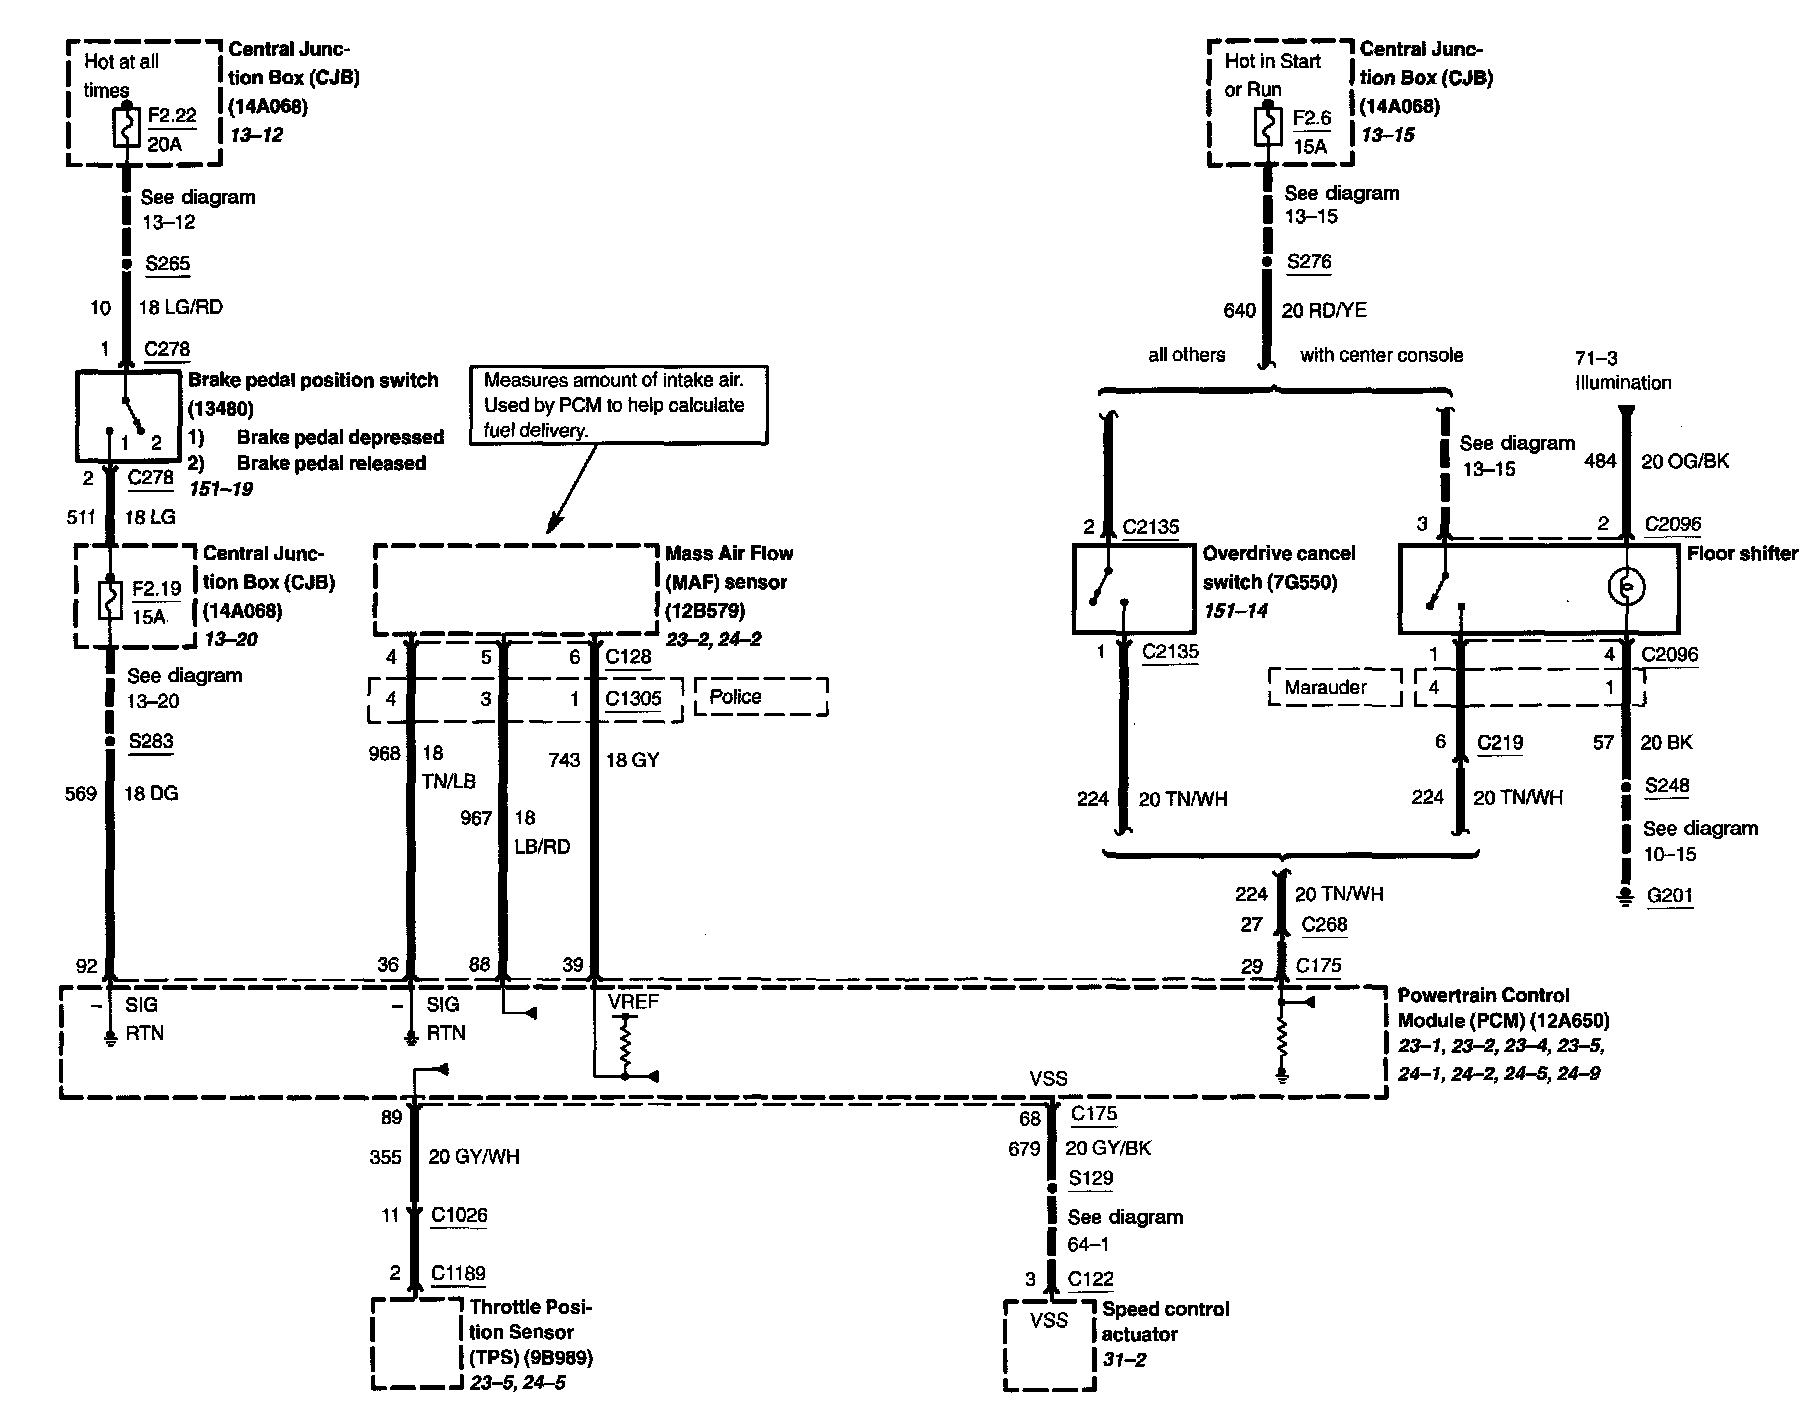 Hot at all
times
F2.22
20A
Central Junc-
tion Box (CJB)
(14A068)
13–12
See diagram
13–12
S265
10
18 LG/RD
1
C278
Brake pedal position switch
(13480)
1) Brake pedal depressed
2) Brake pedal released
151–19
1 2
2
C278
511
18 LG
F2.19
15A
Central Junc-
tion Box (CJB)
(14A068)
13–20
See diagram
13–20
S283
569
18 DG
92
Measures amount of intake air.
Used by PCM to help calculate
fuel delivery.
Mass Air Flow
(MAF) sensor
(12B579)
23–2, 24–2
4 5 6 C128
4 3 1 C1305
Police
968
18
TN/LB
967
18
LB/RD
743
18 GY
36
88
39
Hot in Start
or Run
F2.6
15A
Central Junc-
tion Box (CJB)
(14A068)
13–15
See diagram
13–15
S276
640
20 RD/YE
all others
with center console
71–3
Illumination
See diagram
13–15
484
20 OG/BK
2
C2135
3
2
C2096
Overdrive cancel
switch (7G550)
151–14
Floor shifter
1
C2135
1
4
C2096
Marauder
4
1
6
C219
57
20 BK
224
20 TN/WH
224
20 TN/WH
S248
See diagram
10–15
G201
224
20 TN/WH
27
C268
29
C175
– SIG
RTN
– SIG
RTN
VREF
VSS
Powertrain Control
Module (PCM) (12A650)
23–1, 23–2, 23–4, 23–5,
24–1, 24–2, 24–5, 24–9
89
355
20 GY/WH
11
C1026
2
C1189
Throttle Posi-
tion Sensor
(TPS) (9B989)
23–5, 24–5
68
C175
679
20 GY/BK
S129
See diagram
64–1
3
C122
VSS
Speed control
actuator
31–2